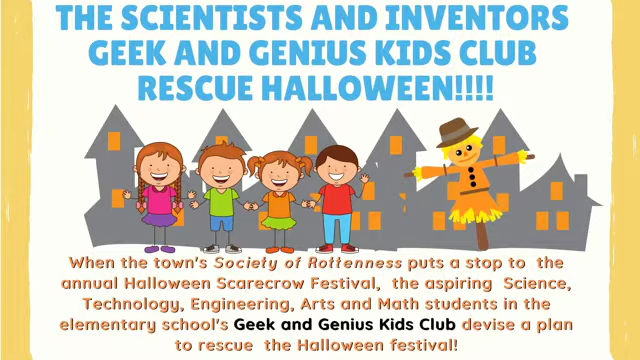 THE SCIENTISTS AND INVENTORS
GEEK AND GENIUS KIDS CLUB
RESCUE HALLOWEEN!!!!
When the town's Society of Rottenness puts a stop to the
annual Halloween Scarecrow Festival, the aspiring Science,
Technology, Engineering, Arts and Math students in the
elementary school's Geek and Genius Kids Club devise a plan
to rescue the Halloween festival!